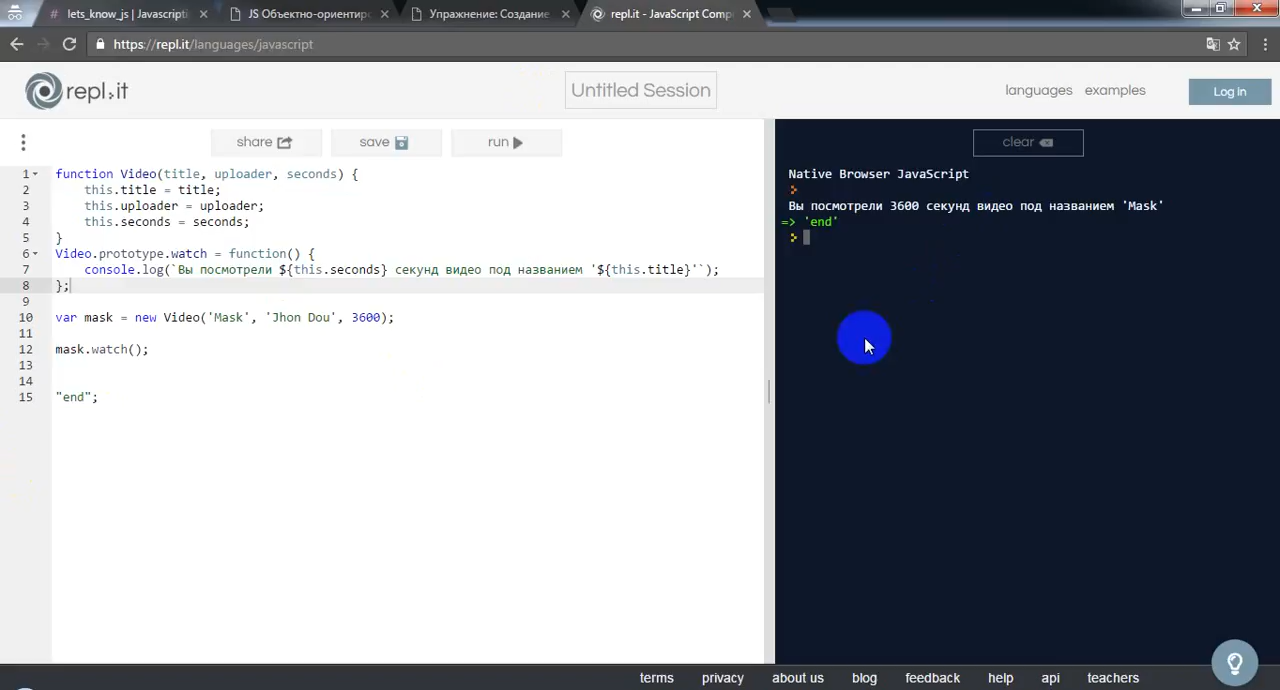 # lets_know_js | Javascript
JS Объектно-ориентир
Упражнение: Создание
repl.it - JavaScript Comp
https://repl.it/languages/javascript
repl.it
Untitled Session
languages
examples
Log in
share
save
run
clear
1 function Video(title, uploader, seconds) {
2 this.title = title;
3 this.uploader = uploader;
4 this.seconds = seconds;
5 }
6 Video.prototype.watch = function() {
7 console.log(`Вы посмотрели ${this.seconds} секунд видео под названием '${this.title}'`);
8 };
9
10 var mask = new Video('Mask', 'Jhon Dou', 3600);
11
12 mask.watch();
13
14
15 "end";
Native Browser JavaScript
>
Вы посмотрели 3600 секунд видео под названием 'Mask'
=> 'end'
>
terms
privacy
about us
blog
feedback
help
api
teachers